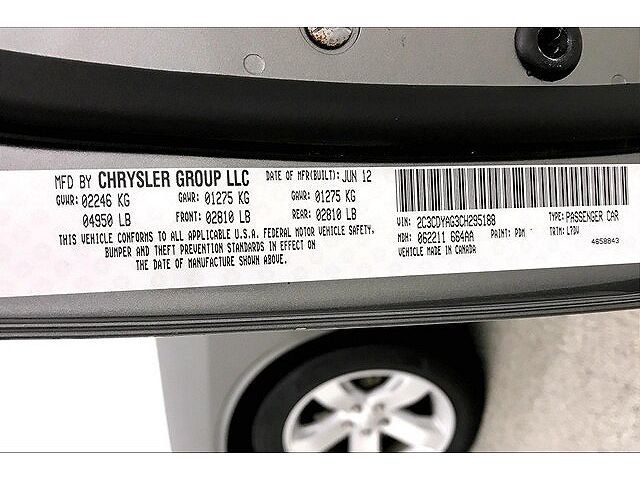 MFD BY CHRYSLER GROUP LLC DATE OF MFR(BUILT): JUN 12
GVWR: 02246 KG GAWR: 01275 KG GAWR: 01275 KG
04950 LB FRONT: 02810 LB REAR: 02810 LB
THIS VEHICLE CONFORMS TO ALL APPLICABLE U.S.A. FEDERAL MOTOR VEHICLE SAFETY,
BUMPER AND THEFT PREVENTION STANDARDS IN EFFECT ON
THE DATE OF MANUFACTURE SHOWN ABOVE.
VIN: 2C3CDYAG3CH295188 TYPE: PASSENGER CAR
MDH: 062211 664AA PAINT: PDM TRIM: L7DV
VEHICLE MADE IN CANADA 4658843